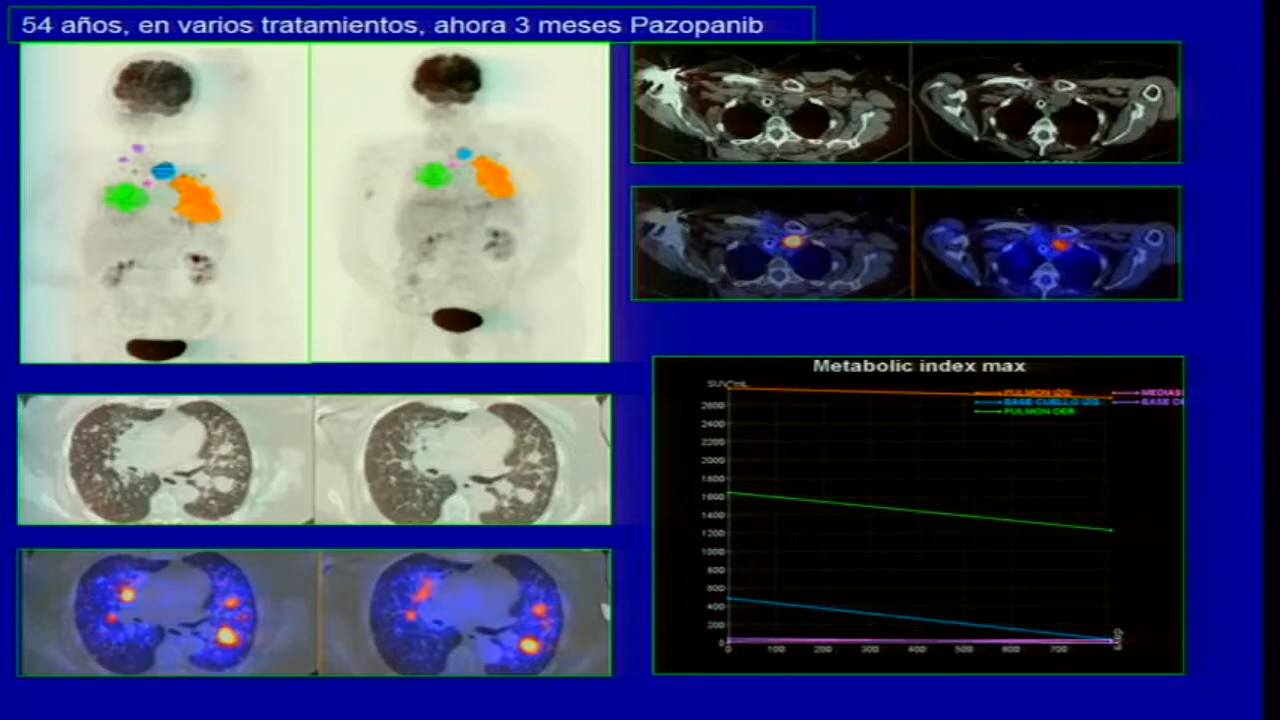 54 años, en varios tratamientos, ahora 3 meses Pazopanib
Metabolic index max
PULMON IZQ
BASE CUELLO IZQ
PULMON DER
MEDIAS
2600
2400
2200
2000
1800
1600
1400
1200
1000
800
600
400
200
0
0 100 200 300 400 500 600 700
days